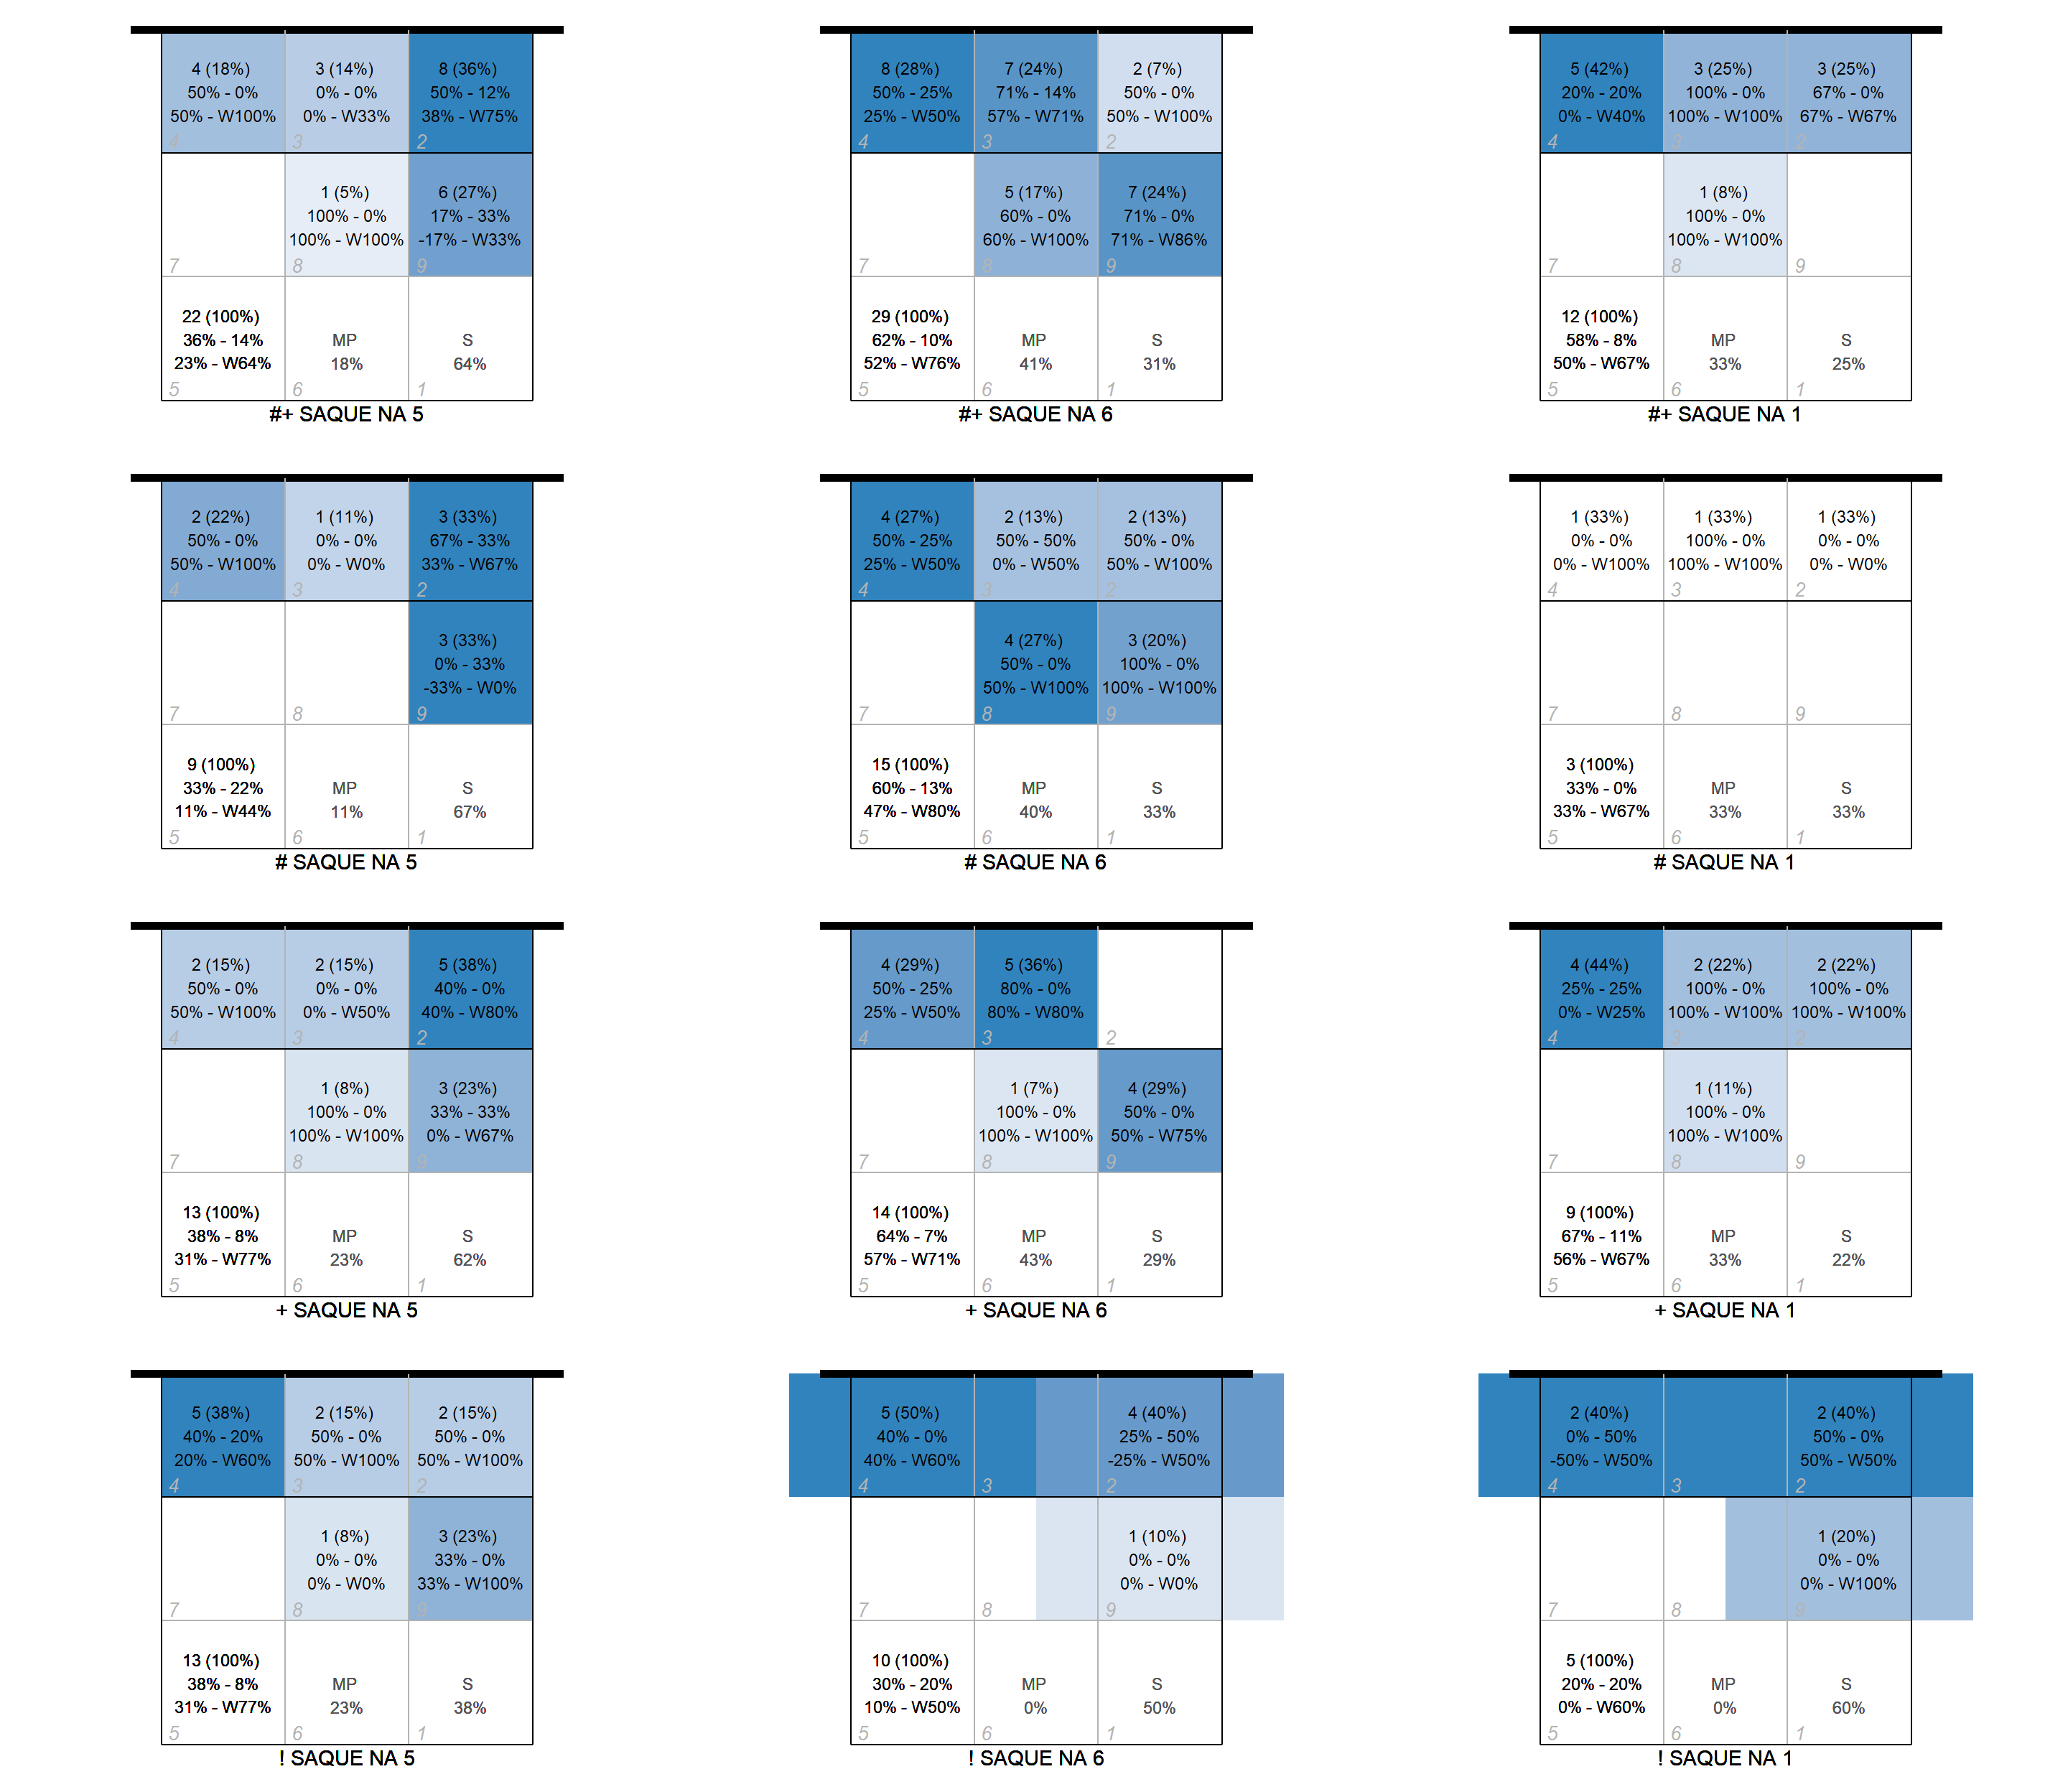 4 (18%)
50% - 0%
50% - W100%
4
3 (14%)
0% - 0%
0% - W33%
3
8 (36%)
50% - 12%
38% - W75%
2
7
1 (5%)
100% - 0%
100% - W100%
8
6 (27%)
17% - 33%
-17% - W33%
9
22 (100%)
36% - 14%
23% - W64%
5
MP
18%
6
S
64%
1
#+ SAQUE NA 5
8 (28%)
50% - 25%
25% - W50%
4
7 (24%)
71% - 14%
57% - W71%
3
2 (7%)
50% - 0%
50% - W100%
2
7
5 (17%)
60% - 0%
60% - W100%
8
7 (24%)
71% - 0%
71% - W86%
9
29 (100%)
62% - 10%
52% - W76%
5
MP
41%
6
S
31%
1
#+ SAQUE NA 6
5 (42%)
20% - 20%
0% - W40%
4
3 (25%)
100% - 0%
100% - W100%
3
3 (25%)
67% - 0%
67% - W67%
2
7
1 (8%)
100% - 0%
100% - W100%
8
9
12 (100%)
58% - 8%
50% - W67%
5
MP
33%
6
S
25%
1
#+ SAQUE NA 1
2 (22%)
50% - 0%
50% - W100%
4
1 (11%)
0% - 0%
0% - W0%
3
3 (33%)
67% - 33%
33% - W67%
2
7
8
3 (33%)
0% - 33%
-33% - W0%
9
9 (100%)
33% - 22%
11% - W44%
5
MP
11%
6
S
67%
1
# SAQUE NA 5
4 (27%)
50% - 25%
25% - W50%
4
2 (13%)
50% - 50%
0% - W50%
3
2 (13%)
50% - 0%
50% - W100%
2
7
4 (27%)
50% - 0%
50% - W100%
8
3 (20%)
100% - 0%
100% - W100%
9
15 (100%)
60% - 13%
47% - W80%
5
MP
40%
6
S
33%
1
# SAQUE NA 6
1 (33%)
0% - 0%
0% - W100%
4
1 (33%)
100% - 0%
100% - W100%
3
1 (33%)
0% - 0%
0% - W0%
2
7
8
9
3 (100%)
33% - 0%
33% - W67%
5
MP
33%
6
S
33%
1
# SAQUE NA 1
2 (15%)
50% - 0%
50% - W100%
4
2 (15%)
0% - 0%
0% - W50%
3
5 (38%)
40% - 0%
40% - W80%
2
7
1 (8%)
100% - 0%
100% - W100%
8
3 (23%)
33% - 33%
0% - W67%
9
13 (100%)
38% - 8%
31% - W77%
5
MP
23%
6
S
62%
1
+ SAQUE NA 5
4 (29%)
50% - 25%
25% - W50%
4
5 (36%)
80% - 0%
80% - W80%
3
2
7
1 (7%)
100% - 0%
100% - W100%
8
4 (29%)
50% - 0%
50% - W75%
9
14 (100%)
64% - 7%
57% - W71%
5
MP
43%
6
S
29%
1
+ SAQUE NA 6
4 (44%)
25% - 25%
0% - W25%
4
2 (22%)
100% - 0%
100% - W100%
3
2 (22%)
100% - 0%
100% - W100%
2
7
1 (11%)
100% - 0%
100% - W100%
8
9
9 (100%)
67% - 11%
56% - W67%
5
MP
33%
6
S
22%
1
+ SAQUE NA 1
5 (38%)
40% - 20%
20% - W60%
4
2 (15%)
50% - 0%
50% - W100%
3
2 (15%)
50% - 0%
50% - W100%
2
7
1 (8%)
0% - 0%
0% - W0%
8
3 (23%)
33% - 0%
33% - W100%
9
13 (100%)
38% - 8%
31% - W77%
5
MP
23%
6
S
38%
1
! SAQUE NA 5
5 (50%)
40% - 0%
40% - W60%
4
3
4 (40%)
25% - 50%
-25% - W50%
2
7
8
1 (10%)
0% - 0%
0% - W0%
9
10 (100%)
30% - 20%
10% - W50%
5
MP
0%
6
S
50%
1
! SAQUE NA 6
2 (40%)
0% - 50%
-50% - W50%
4
3
2 (40%)
50% - 0%
50% - W50%
2
7
8
1 (20%)
0% - 0%
0% - W100%
9
5 (100%)
20% - 20%
0% - W60%
5
MP
0%
6
S
60%
1
! SAQUE NA 1